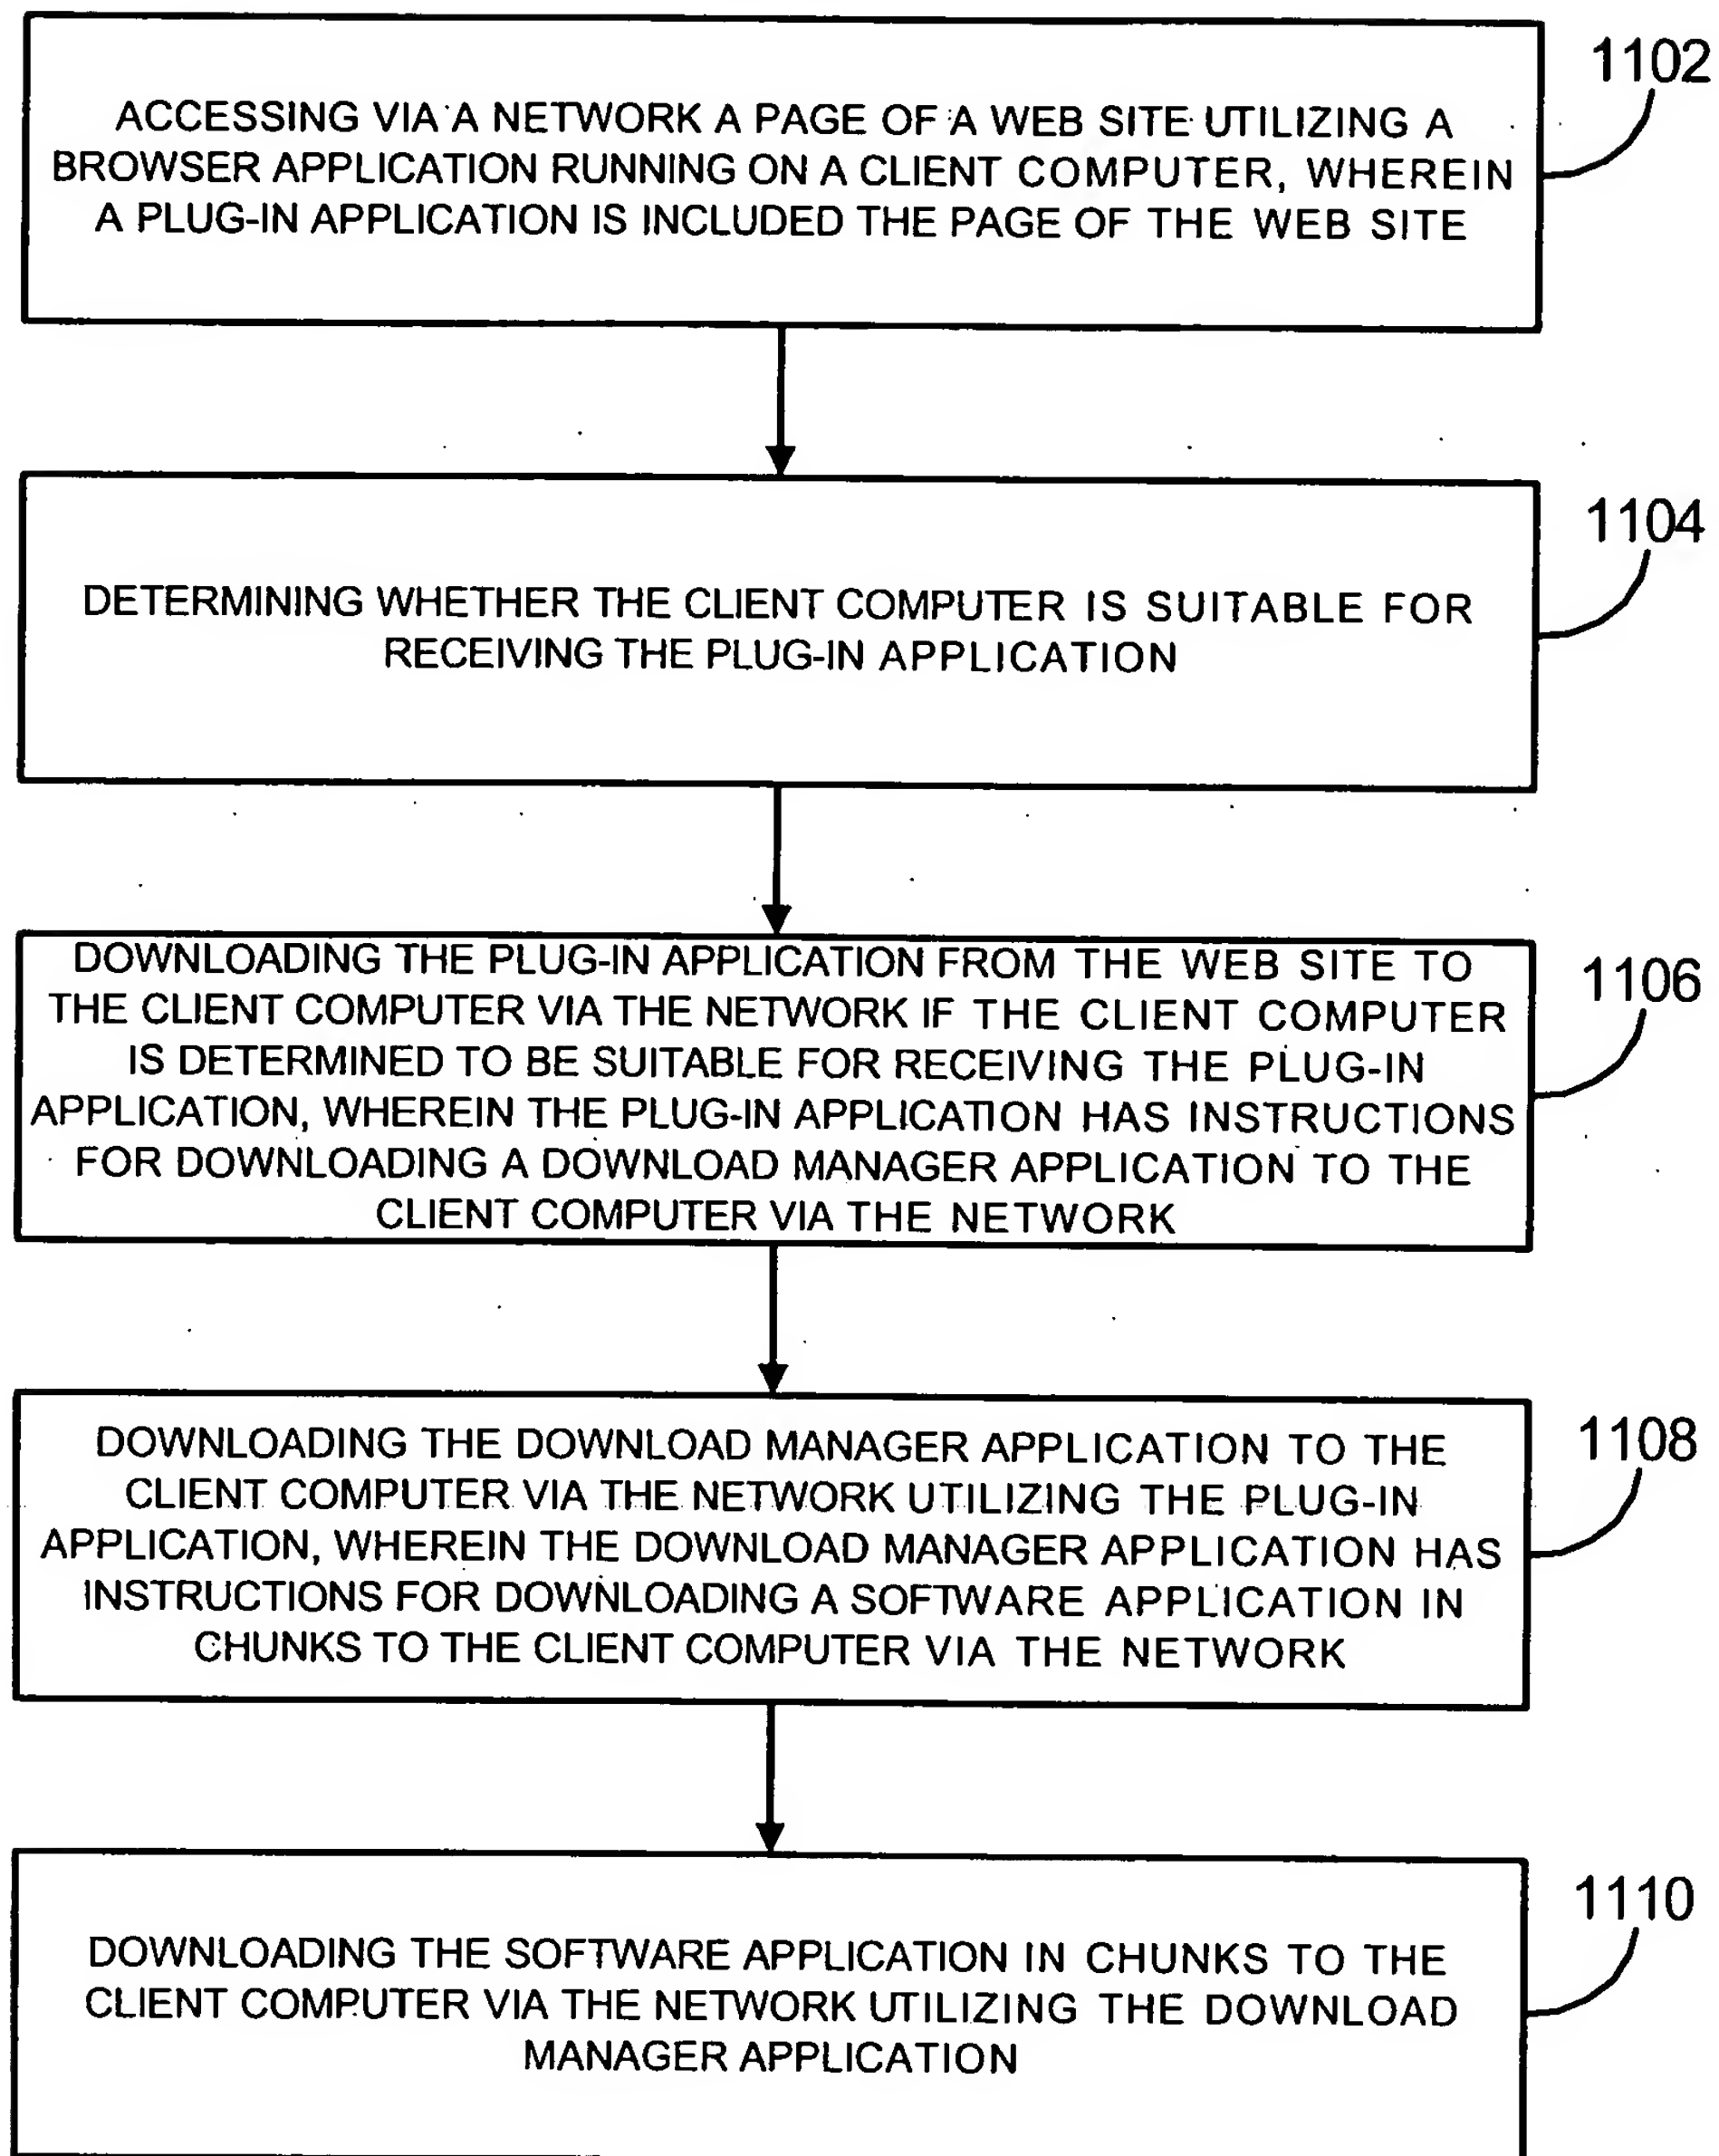 ACCESSING VIA A NETWORK A PAGE OF A WEB SITE UTILIZING A
BROWSER APPLICATION RUNNING ON A CLIENT COMPUTER, WHEREIN
A PLUG-IN APPLICATION IS INCLUDED THE PAGE OF THE WEB SITE
1102
DETERMINING WHETHER THE CLIENT COMPUTER IS SUITABLE FOR
RECEIVING THE PLUG-IN APPLICATION
1104
DOWNLOADING THE PLUG-IN APPLICATION FROM THE WEB SITE TO
THE CLIENT COMPUTER VIA THE NETWORK IF THE CLIENT COMPUTER
IS DETERMINED TO BE SUITABLE FOR RECEIVING THE PLUG-IN
APPLICATION, WHEREIN THE PLUG-IN APPLICATION HAS INSTRUCTIONS
FOR DOWNLOADING A DOWNLOAD MANAGER APPLICATION TO THE
CLIENT COMPUTER VIA THE NETWORK
1106
DOWNLOADING THE DOWNLOAD MANAGER APPLICATION TO THE
CLIENT COMPUTER VIA THE NETWORK UTILIZING THE PLUG-IN
APPLICATION, WHEREIN THE DOWNLOAD MANAGER APPLICATION HAS
INSTRUCTIONS FOR DOWNLOADING A SOFTWARE APPLICATION IN
CHUNKS TO THE CLIENT COMPUTER VIA THE NETWORK
1108
DOWNLOADING THE SOFTWARE APPLICATION IN CHUNKS TO THE
CLIENT COMPUTER VIA THE NETWORK UTILIZING THE DOWNLOAD
MANAGER APPLICATION
1110